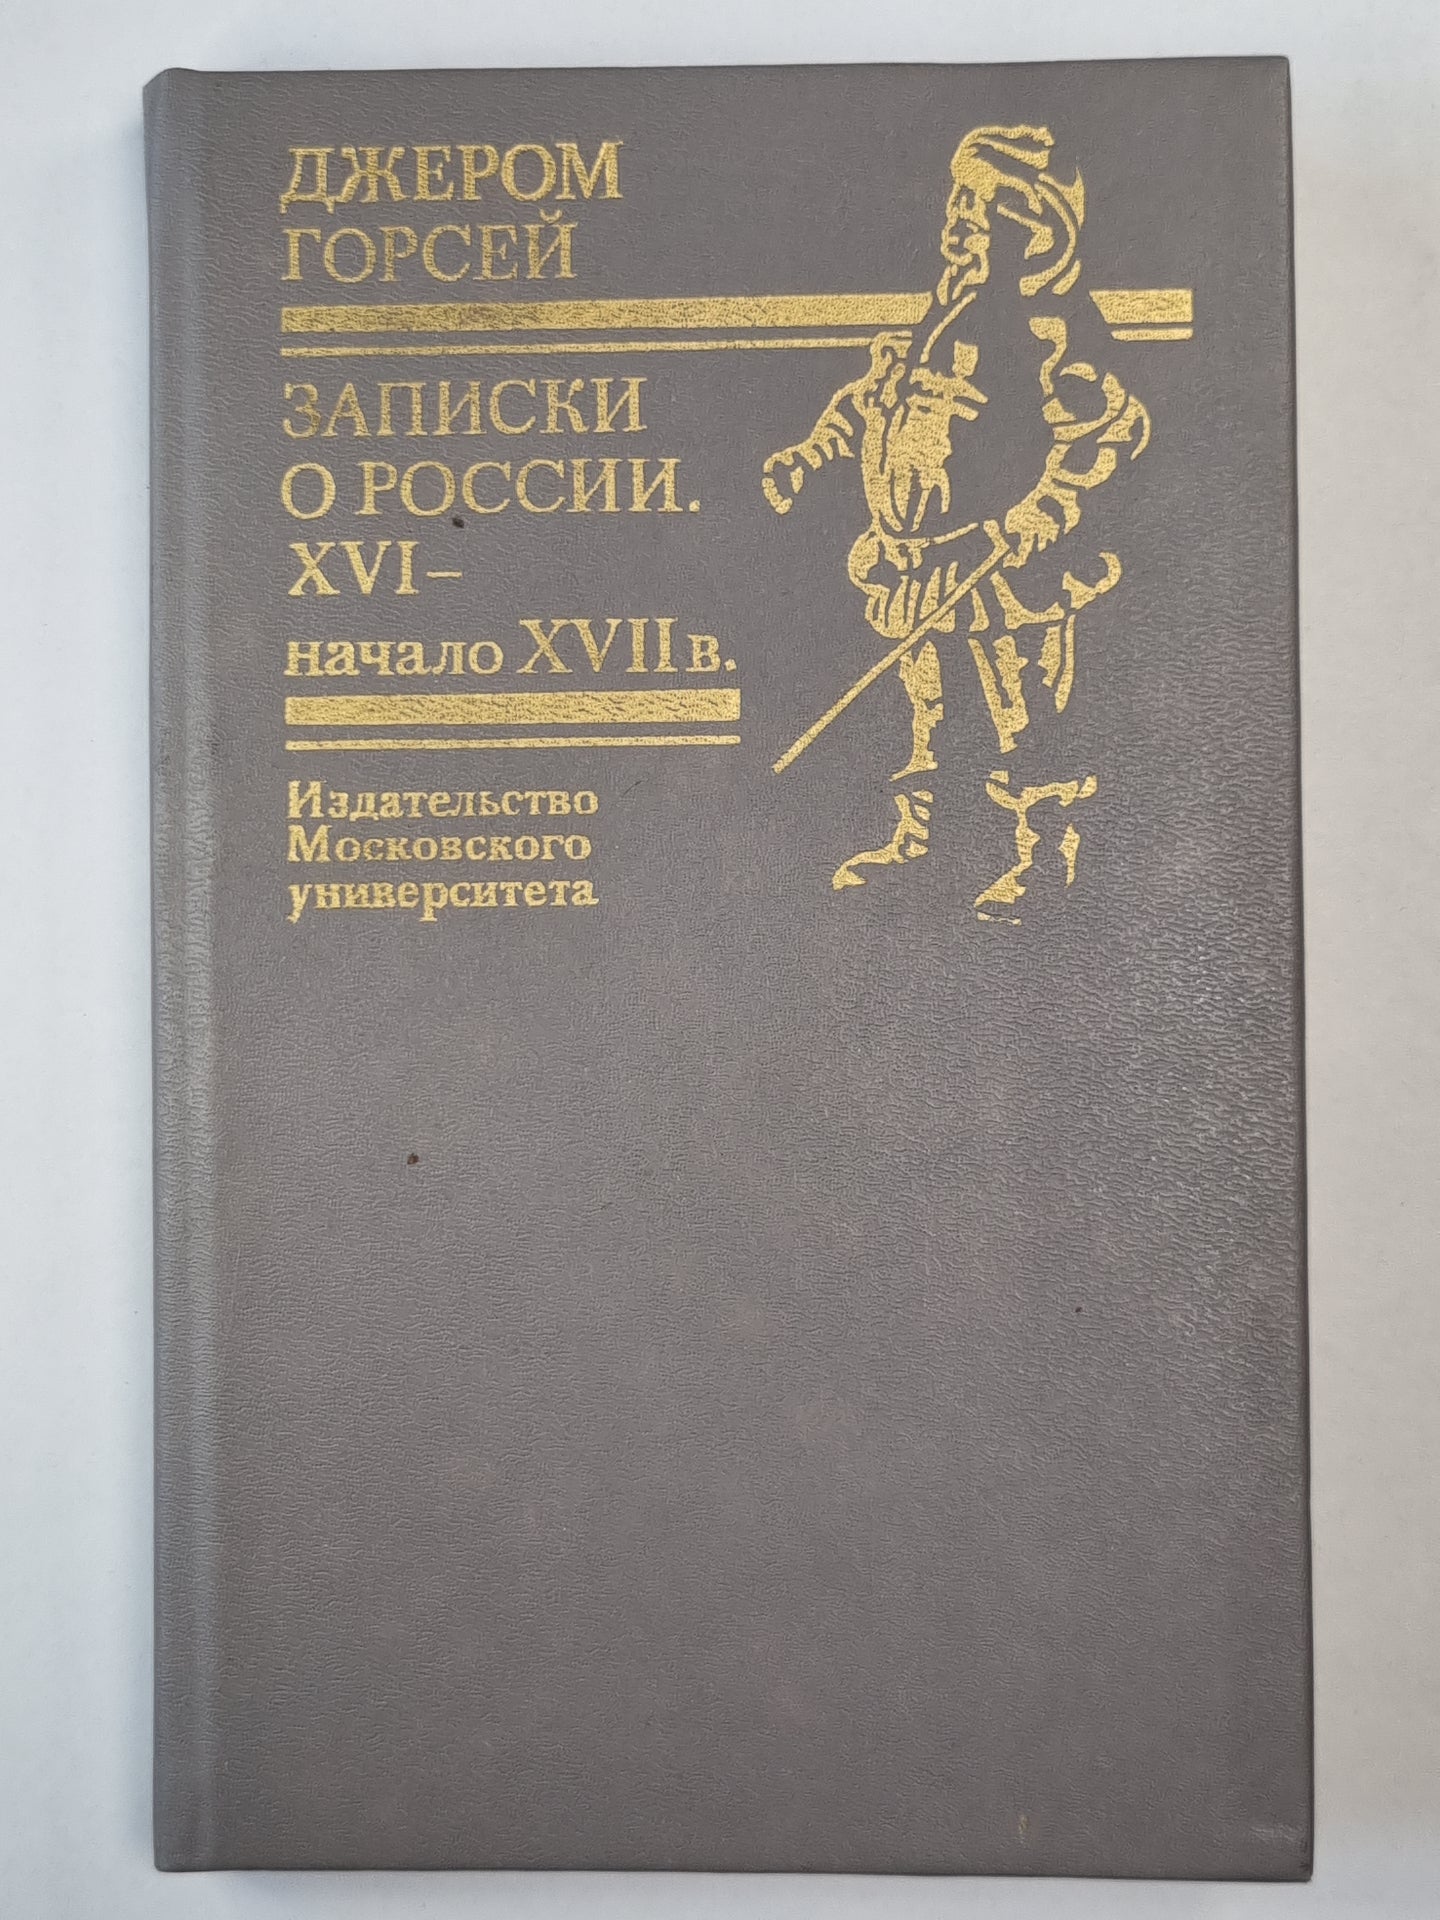 ДЖЕРОМ
ГОРСЕЙ
ЗАПИСКИ
О РОССИИ.
XVI–
начало XVII в.
Издательство
Московского
университета